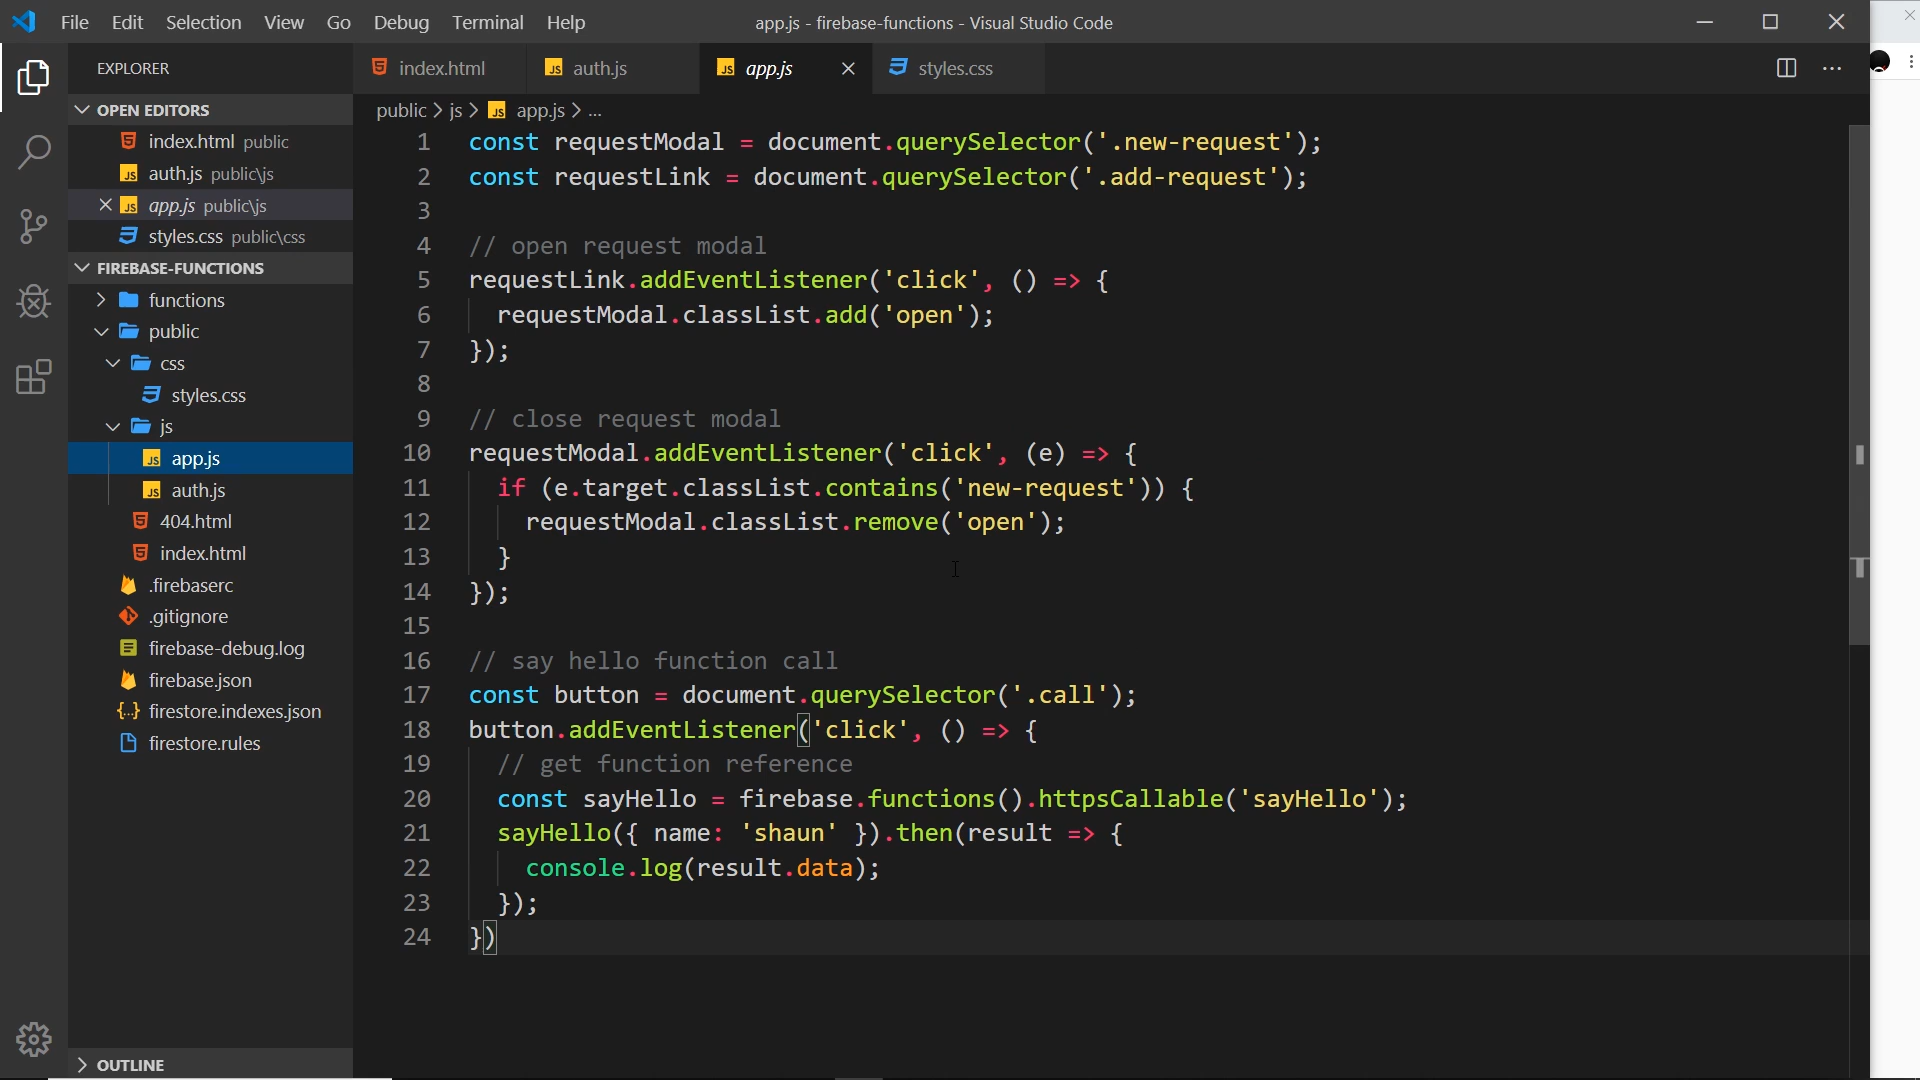 File Edit Selection View Go Debug Terminal Help
app.js - firebase-functions - Visual Studio Code
EXPLORER
OPEN EDITORS
index.html public
auth.js public\js
app.js public\js
styles.css public\css
FIREBASE-FUNCTIONS
functions
public
css
styles.css
js
app.js
auth.js
404.html
index.html
.firebaserc
.gitignore
firebase-debug.log
firebase.json
firestore.indexes.json
firestore.rules
OUTLINE
index.html
auth.js
app.js
styles.css
public > js > JS app.js > ...
1 const requestModal = document.querySelector('.new-request');
2 const requestLink = document.querySelector('.add-request');
3
4 // open request modal
5 requestLink.addEventListener('click', () => {
6 requestModal.classList.add('open');
7 });
8
9 // close request modal
10 requestModal.addEventListener('click', (e) => {
11 if (e.target.classList.contains('new-request')) {
12 requestModal.classList.remove('open');
13 }
14 });
15
16 // say hello function call
17 const button = document.querySelector('.call');
18 button.addEventListener('click', () => {
19 // get function reference
20 const sayHello = firebase.functions().httpsCallable('sayHello');
21 sayHello({ name: 'shaun' }).then(result => {
22 console.log(result.data);
23 });
24 })